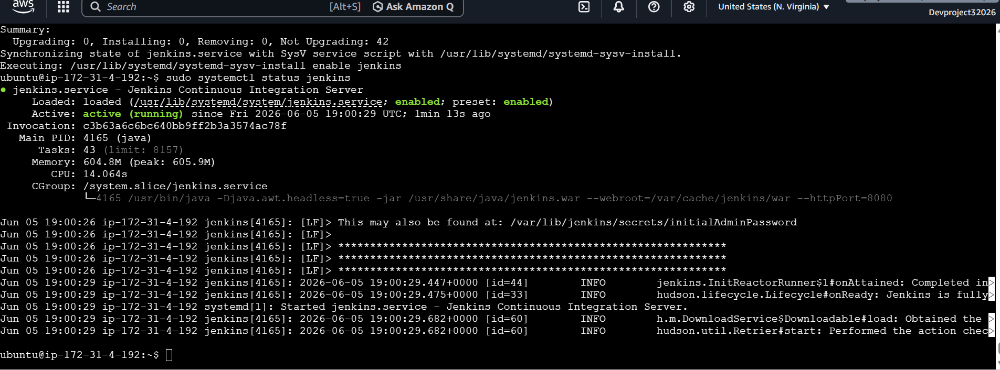 aws
Search [Alt+S] Ask Amazon Q United States (N. Virginia) ▼
Devproject32026
Summary:
  Upgrading: 0, Installing: 0, Removing: 0, Not Upgrading: 42
Synchronizing state of jenkins.service with SysV service script with /usr/lib/systemd/systemd-sysv-install.
Executing: /usr/lib/systemd/systemd-sysv-install enable jenkins
ubuntu@ip-172-31-4-192:~$ sudo systemctl status jenkins
● jenkins.service - Jenkins Continuous Integration Server
     Loaded: loaded (/usr/lib/systemd/system/jenkins.service; enabled; preset: enabled)
     Active: active (running) since Fri 2026-06-05 19:00:29 UTC; 1min 13s ago
 Invocation: c3b63a6c6bc640bb9ff2b3a3574ac78f
   Main PID: 4165 (java)
      Tasks: 43 (limit: 8157)
     Memory: 604.8M (peak: 605.9M)
        CPU: 14.064s
     CGroup: /system.slice/jenkins.service
             └─4165 /usr/bin/java -Djava.awt.headless=true -jar /usr/share/java/jenkins.war --webroot=/var/cache/jenkins/war --httpPort=8080
Jun 05 19:00:26 ip-172-31-4-192 jenkins[4165]: [LF]> This may also be found at: /var/lib/jenkins/secrets/initialAdminPassword
Jun 05 19:00:26 ip-172-31-4-192 jenkins[4165]: [LF]>
Jun 05 19:00:26 ip-172-31-4-192 jenkins[4165]: [LF]> *************************************************************
Jun 05 19:00:26 ip-172-31-4-192 jenkins[4165]: [LF]> *************************************************************
Jun 05 19:00:26 ip-172-31-4-192 jenkins[4165]: [LF]> *************************************************************
Jun 05 19:00:29 ip-172-31-4-192 jenkins[4165]: 2026-06-05 19:00:29.447+0000 [id=44]        INFO        jenkins.InitReactorRunner$1#onAttained: Completed in>
Jun 05 19:00:29 ip-172-31-4-192 jenkins[4165]: 2026-06-05 19:00:29.475+0000 [id=33]        INFO        hudson.lifecycle.Lifecycle#onReady: Jenkins is fully>
Jun 05 19:00:29 ip-172-31-4-192 systemd[1]: Started jenkins.service - Jenkins Continuous Integration Server.
Jun 05 19:00:29 ip-172-31-4-192 jenkins[4165]: 2026-06-05 19:00:29.682+0000 [id=60]        INFO        h.m.DownloadService$Downloadable#load: Obtained the >
Jun 05 19:00:29 ip-172-31-4-192 jenkins[4165]: 2026-06-05 19:00:29.682+0000 [id=60]        INFO        hudson.util.Retrier#start: Performed the action chec>
ubuntu@ip-172-31-4-192:~$